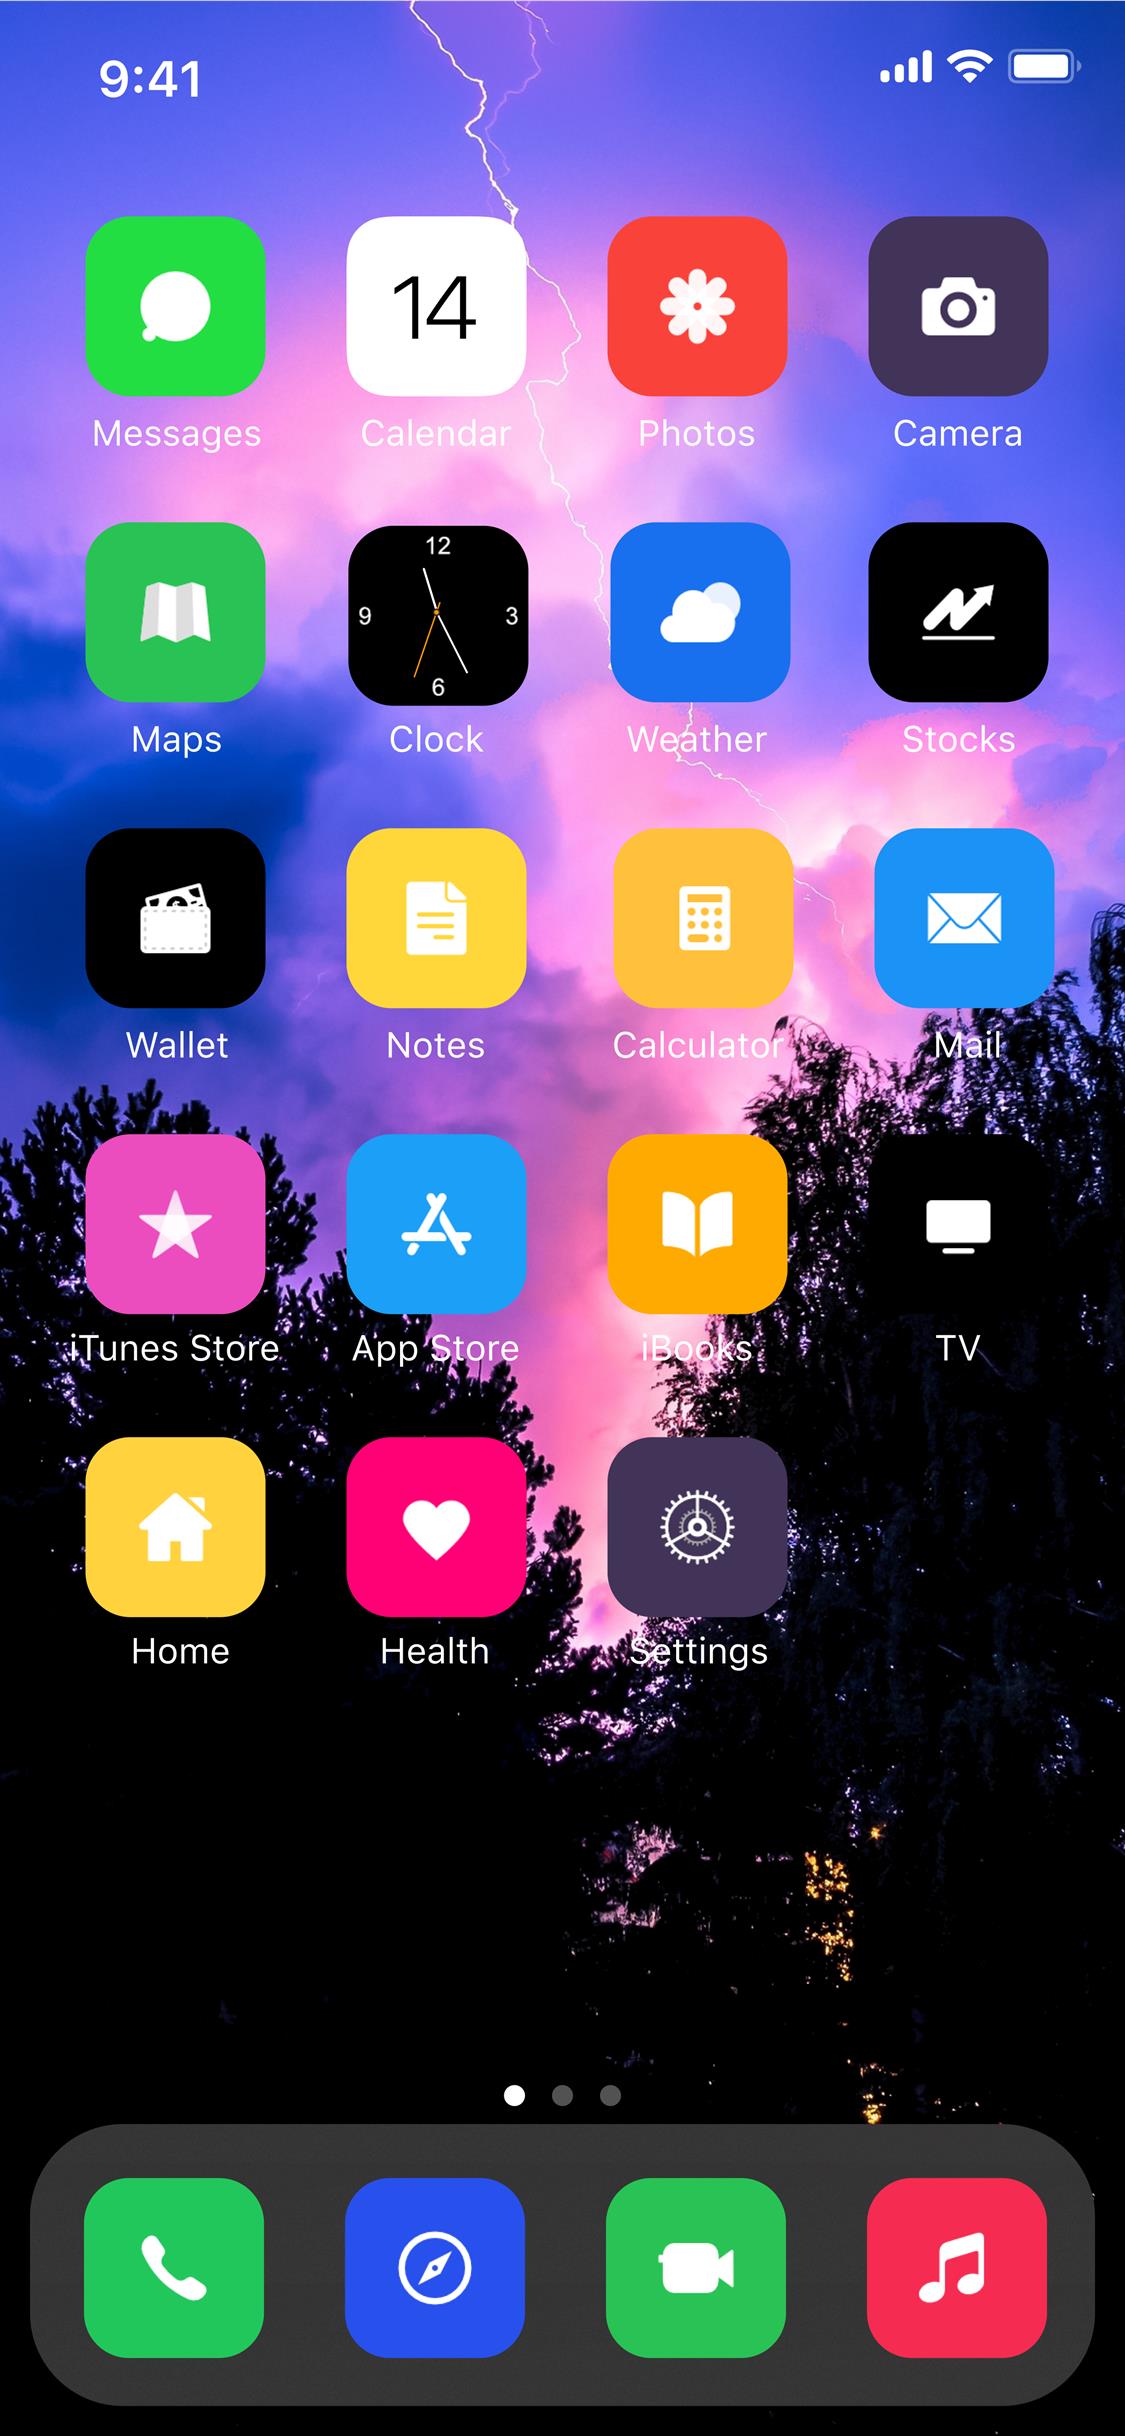 9:41
14
Messages Calendar Photos Camera
12
9 3
6
Maps Clock Weather Stocks
Wallet Notes Calculator Mail
iTunes Store App Store iBooks TV
Home Health Settings